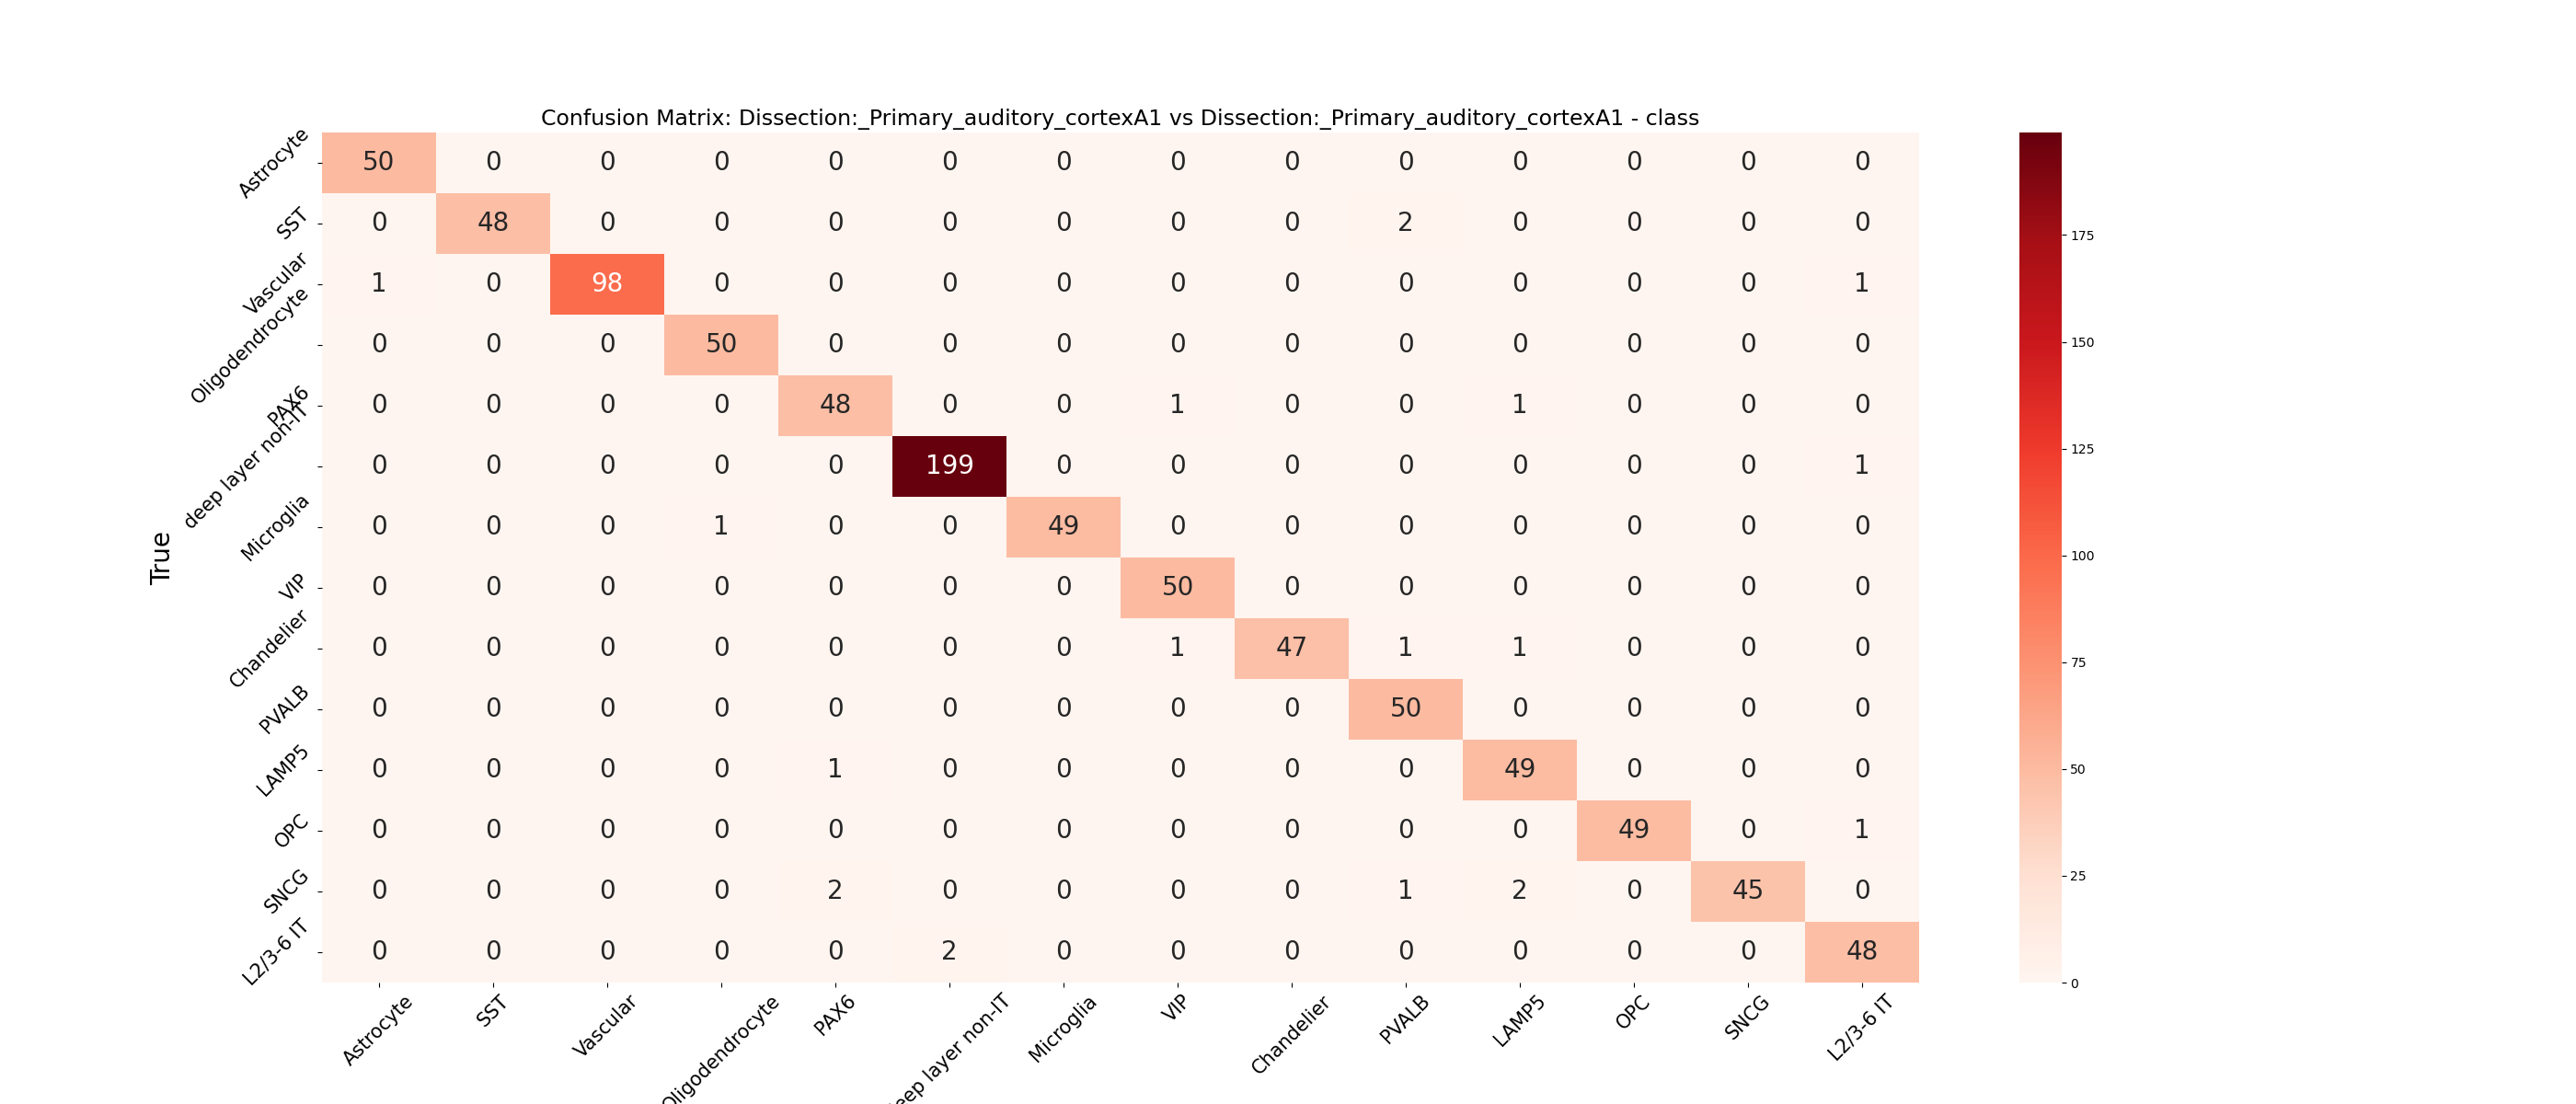 Confusion Matrix: Dissection:_Primary_auditory_cortexA1 vs Dissection:_Primary_auditory_cortexA1 - class
Astrocyte 50 0 0 0 0 0 0 0 0 0 0 0 0 0
SST 0 48 0 0 0 0 0 0 0 2 0 0 0 0
Vascular 1 0 98 0 0 0 0 0 0 0 0 0 0 1
Oligodendrocyte 0 0 0 50 0 0 0 0 0 0 0 0 0 0
PAX6 0 0 0 0 48 0 0 1 0 0 1 0 0 0
deep layer non-IT 0 0 0 0 0 199 0 0 0 0 0 0 0 1
Microglia 0 0 0 1 0 0 49 0 0 0 0 0 0 0
VIP 0 0 0 0 0 0 0 50 0 0 0 0 0 0
Chandelier 0 0 0 0 0 0 0 1 47 1 1 0 0 0
PVALB 0 0 0 0 0 0 0 0 0 50 0 0 0 0
LAMP5 0 0 0 0 1 0 0 0 0 0 49 0 0 0
OPC 0 0 0 0 0 0 0 0 0 0 0 49 0 1
SNCG 0 0 0 0 2 0 0 0 0 1 2 0 45 0
L2/3-6 IT 0 0 0 0 0 2 0 0 0 0 0 0 0 48
True
Astrocyte
SST
Vascular
Oligodendrocyte
PAX6
eep layer non-IT
Microglia
VIP
Chandelier
PVALB
LAMP5
OPC
SNCG
L2/3-6 IT
175
150
125
100
75
50
25
0